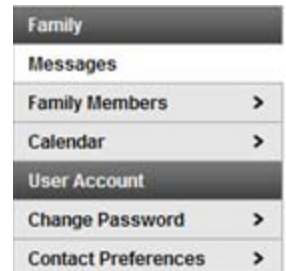 Family
Messages
Family Members >
Calendar >
User Account
Change Password >
Contact Preferences >